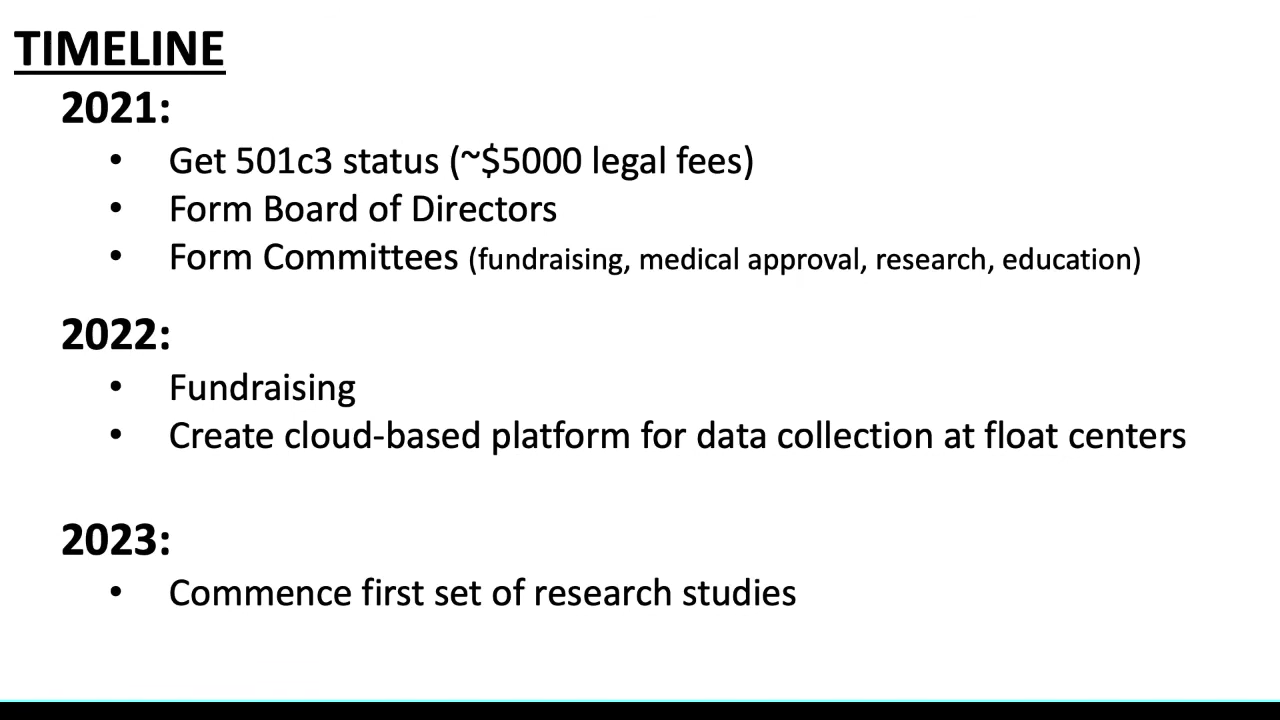 TIMELINE
2021:
• Get 501c3 status (~$5000 legal fees)
• Form Board of Directors
• Form Committees (fundraising, medical approval, research, education)
2022:
• Fundraising
• Create cloud-based platform for data collection at float centers
2023:
• Commence first set of research studies